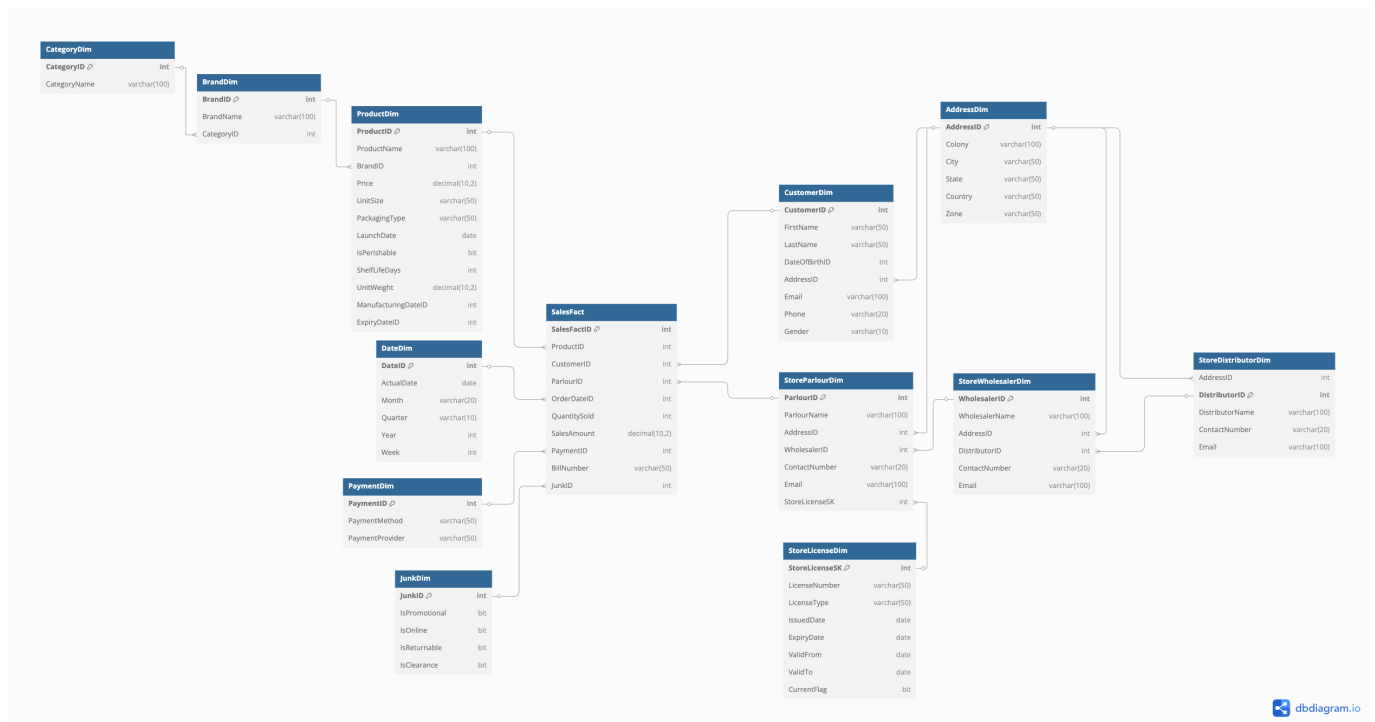 CategoryDim
CategoryID int
CategoryName varchar(100)
BrandDim
BrandID int
BrandName varchar(100)
CategoryID int
ProductDim
ProductID int
ProductName varchar(100)
BrandID int
Price decimal(10,2)
UnitSize varchar(50)
PackagingType varchar(50)
LaunchDate date
IsPerishable bit
ShelfLifeDays int
UnitWeight decimal(10,2)
ManufacturingDateID int
ExpiryDateID int
DateDim
DateID int
ActualDate date
Month varchar(20)
Quarter varchar(10)
Year int
Week int
PaymentDim
PaymentID int
PaymentMethod varchar(50)
PaymentProvider varchar(50)
JunkDim
JunkID int
IsPromotional bit
IsOnline bit
IsReturnable bit
IsClearance bit
SalesFact
SalesFactID int
ProductID int
CustomerID int
ParlourID int
OrderDateID int
QuantitySold int
SalesAmount decimal(10,2)
PaymentID int
BillNumber varchar(50)
JunkID int
CustomerDim
CustomerID int
FirstName varchar(50)
LastName varchar(50)
DateOfBirthID int
AddressID int
Email varchar(100)
Phone varchar(20)
Gender varchar(10)
StoreParlourDim
ParlourID int
ParlourName varchar(100)
AddressID int
WholesalerID int
ContactNumber varchar(20)
Email varchar(100)
StoreLicenseSK int
StoreLicenseDim
StoreLicenseSK int
LicenseNumber varchar(50)
LicenseType varchar(50)
IssuedDate date
ExpiryDate date
ValidFrom date
ValidTo date
CurrentFlag bit
AddressDim
AddressID int
Colony varchar(100)
City varchar(50)
State varchar(50)
Country varchar(50)
Zone varchar(50)
StoreWholesalerDim
WholesalerID int
WholesalerName varchar(100)
AddressID int
DistributorID int
ContactNumber varchar(20)
Email varchar(100)
StoreDistributorDim
AddressID int
DistributorID int
DistributorName varchar(100)
ContactNumber varchar(20)
Email varchar(100)
dbdiagram.io